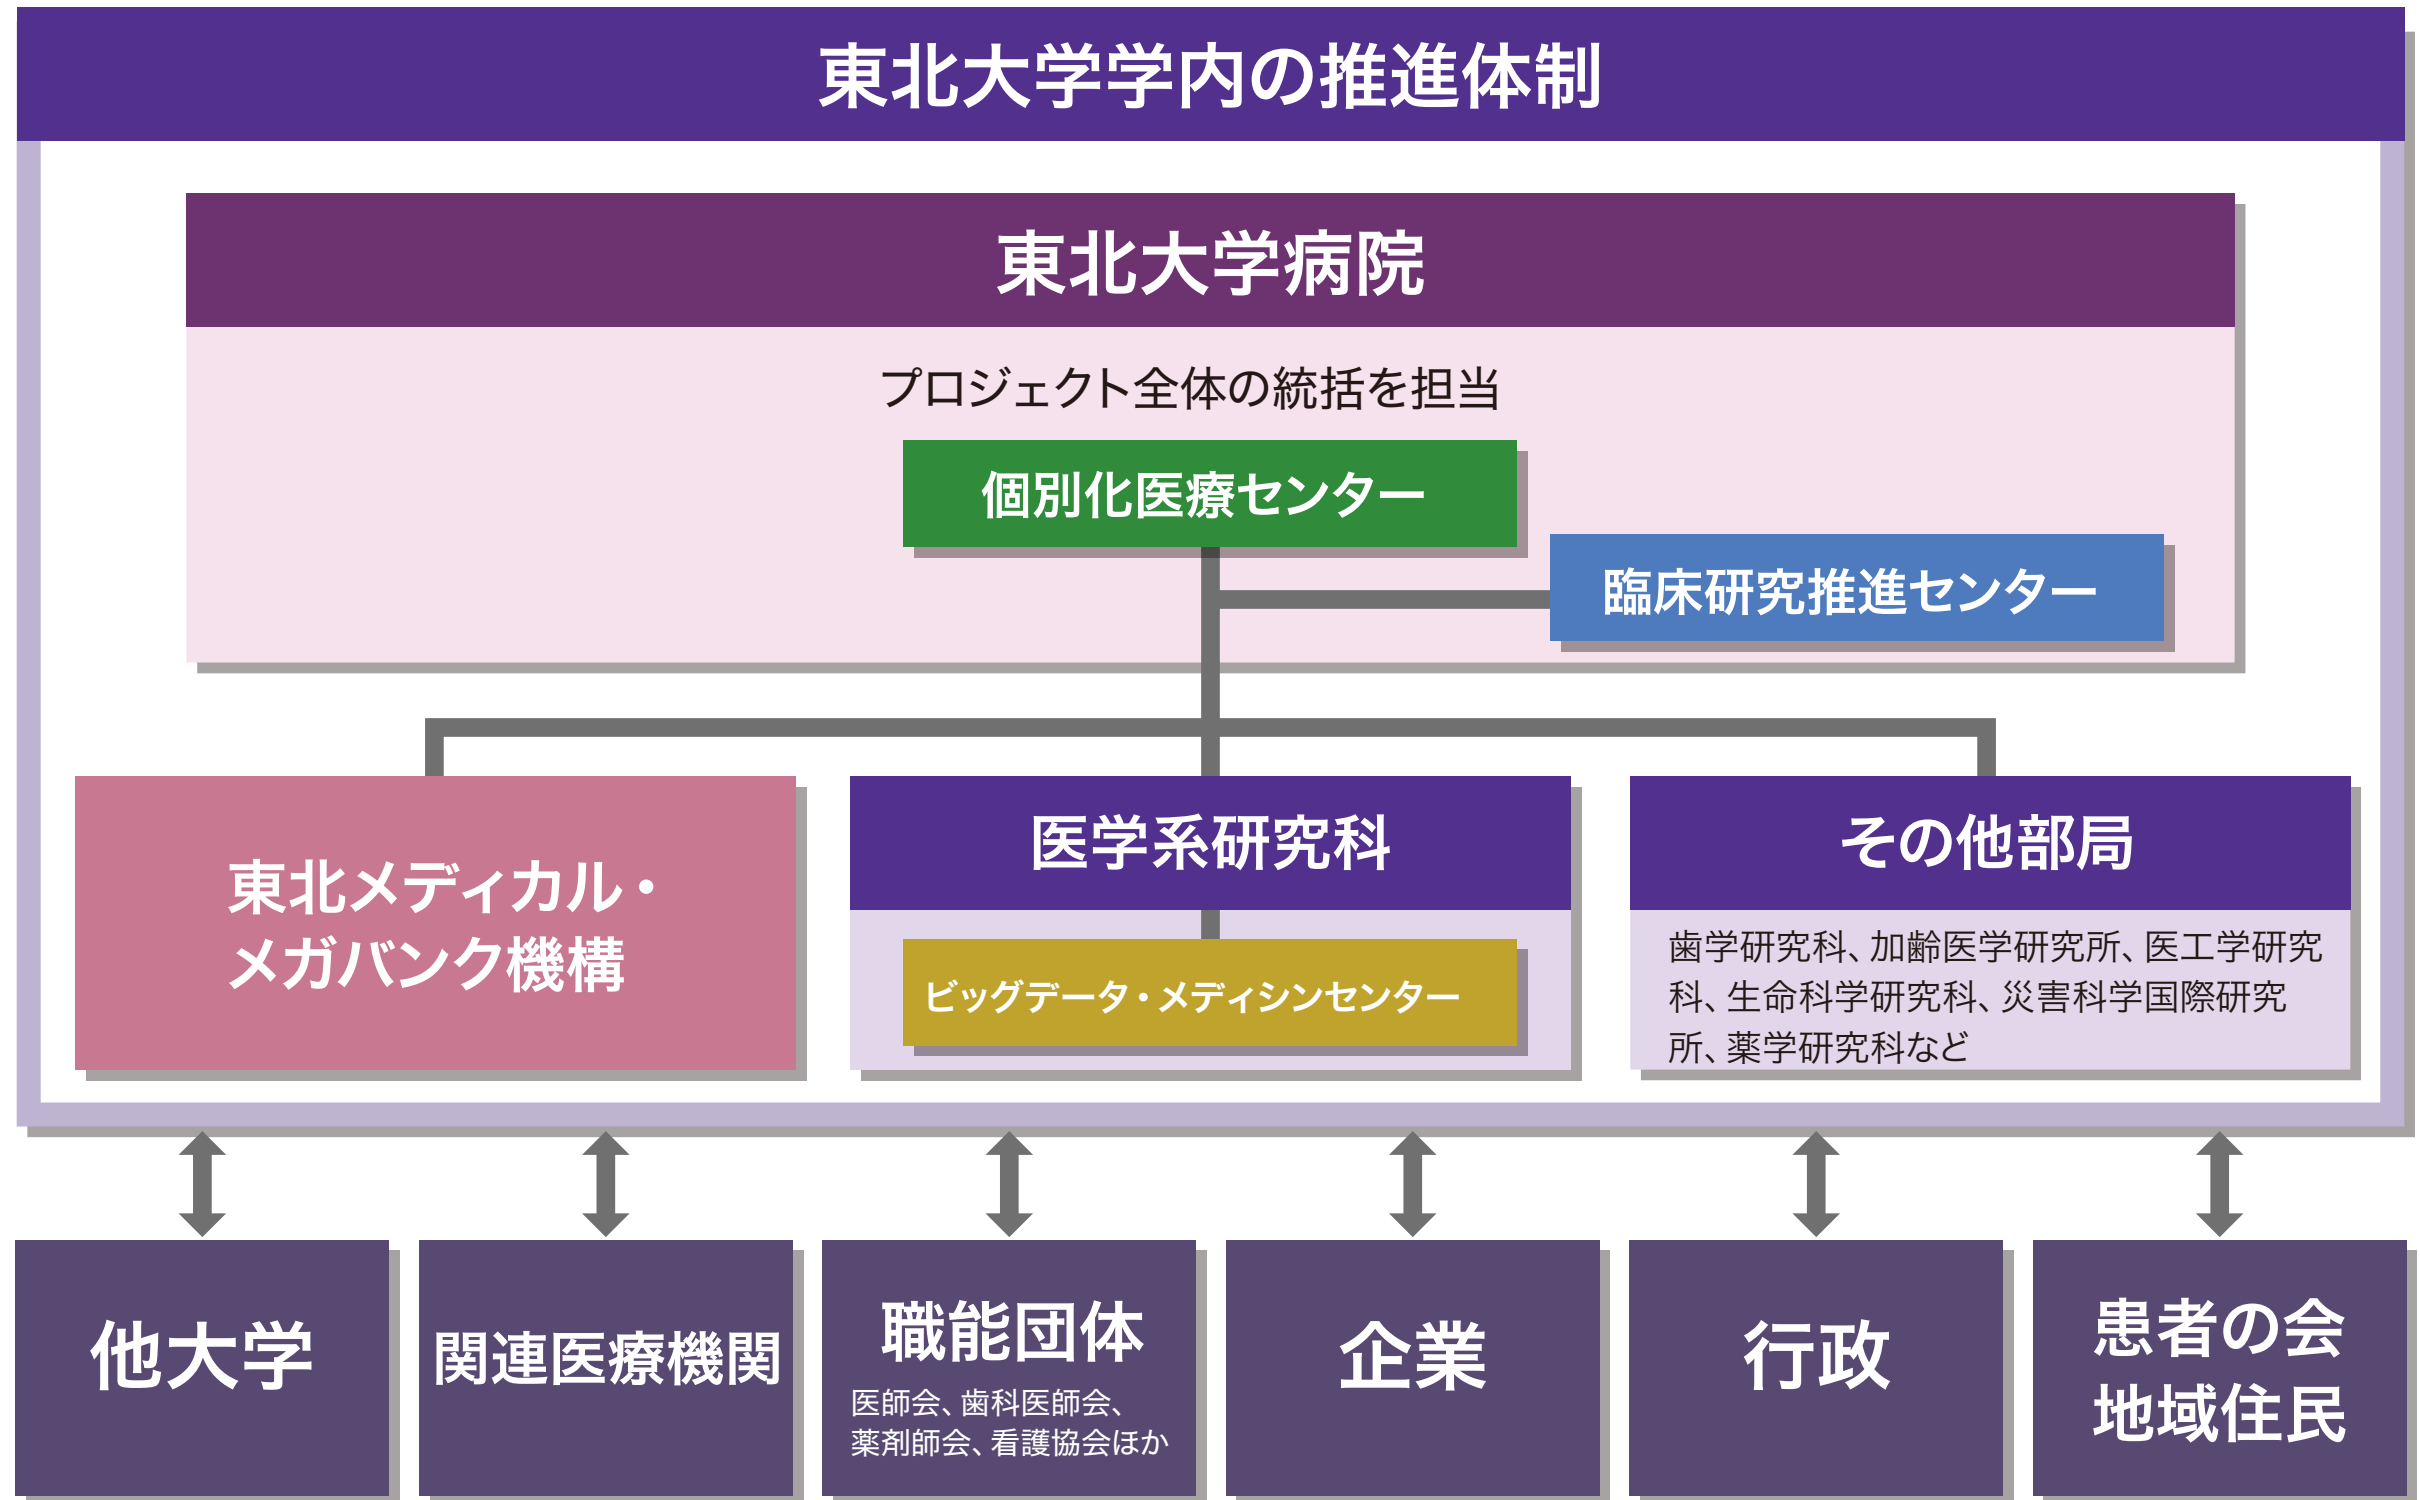 東北大学学内の推進体制
東北大学病院
プロジェクト全体の統括を担当
個別化医療センター
臨床研究推進センター
東北メディカル・
メガバンク機構
医学系研究科
ビッグデータ・メディシンセンター
その他部局
歯学研究科、加齢医学研究所、医工学研究
科、生命科学研究科、災害科学国際研究
所、薬学研究科など
他大学
関連医療機関
職能団体
医師会、歯科医師会、
薬剤師会、看護協会ほか
企業
行政
患者の会
地域住民